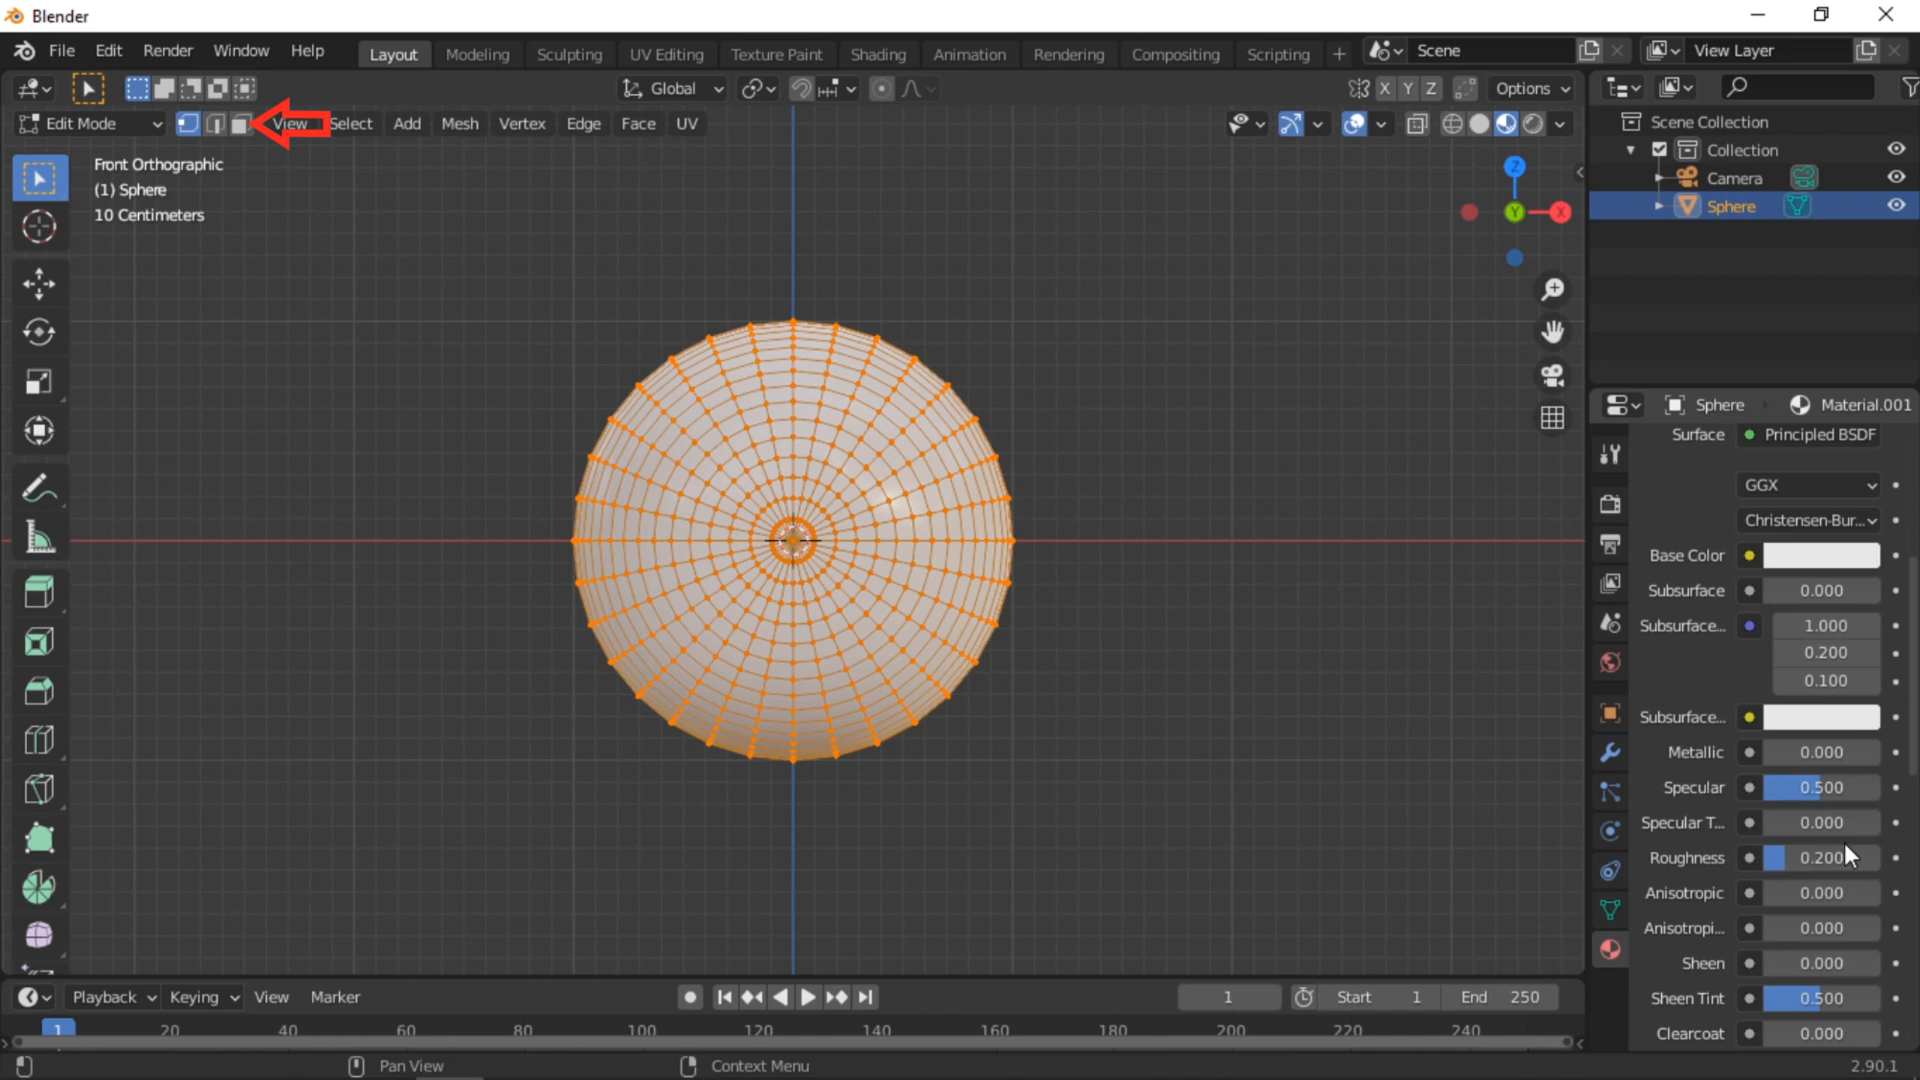 Blender
File Edit Render Window Help Layout Modeling Sculpting UV Editing Texture Paint Shading Animation Rendering Compositing Scripting + Scene View Layer
Global X Y Z Options
Edit Mode View Select Add Mesh Vertex Edge Face UV
Front Orthographic
(1) Sphere
10 Centimeters
Z
Y
X
Scene Collection
Collection
Camera
Sphere
Sphere Material.001
Surface Principled BSDF
GGX
Christensen-Bur...
Base Color
Subsurface 0.000
Subsurface... 1.000
0.200
0.100
Subsurface...
Metallic 0.000
Specular 0.500
Specular T... 0.000
Roughness 0.200
Anisotropic 0.000
Anisotropi... 0.000
Sheen 0.000
Sheen Tint 0.500
Clearcoat 0.000
Playback Keying View Marker 1 Start 1 End 250
1 20 40 60 80 100 120 140 160 180 200 220 240
Pan View Context Menu 2.90.1